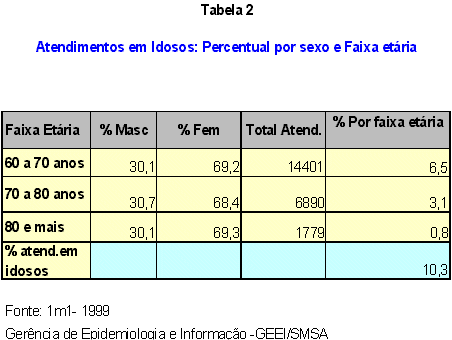 Tabela 2
Atendimentos em Idosos: Percentual por sexo e Faixa etária
Faixa Etária % Masc % Fem Total Atend. % Por faixa etária
60 a 70 anos 30,1 69,2 14401 6,5
70 a 80 anos 30,7 68,4 6890 3,1
80 e mais 30,1 69,3 1779 0,8
% atend.em
idosos 10,3
Fonte: 1m1- 1999
Gerência de Epidemiologia e Informação -GEEI/SMSA